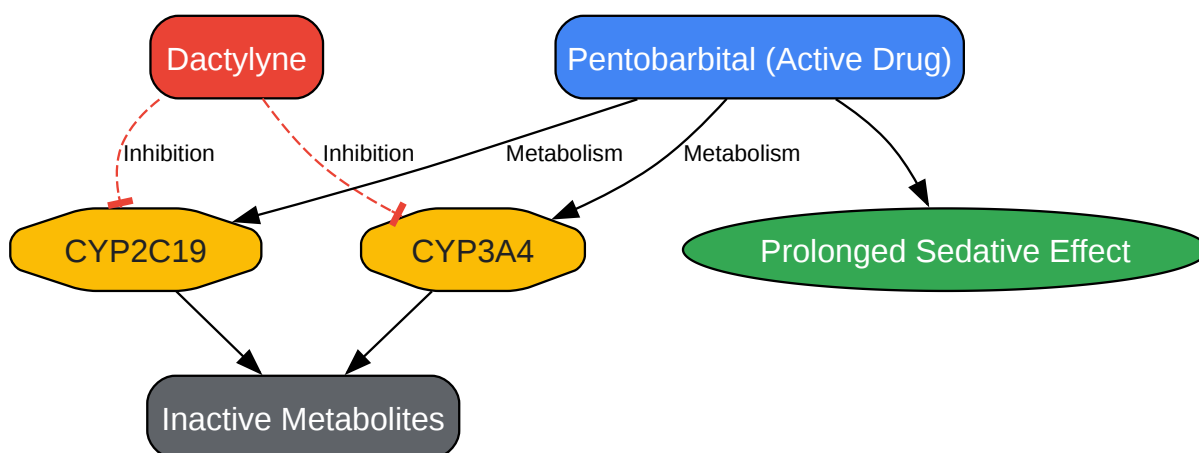 Dactylyne
Pentobarbital (Active Drug)
Inhibition
Inhibition
Metabolism
Metabolism
CYP2C19
CYP3A4
Prolonged Sedative Effect
Inactive Metabolites